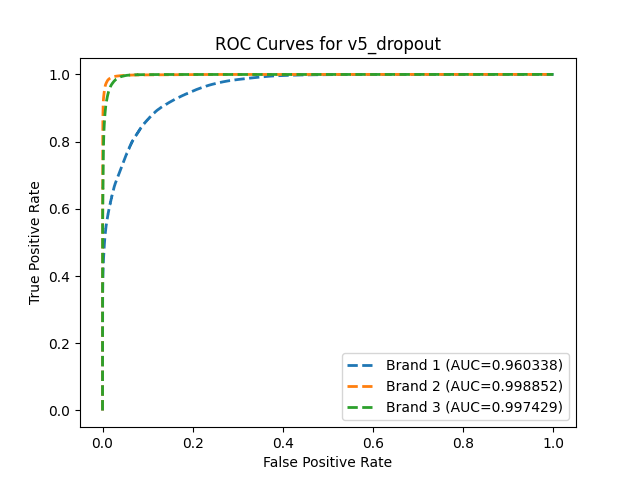 ROC Curves for v5_dropout
True Positive Rate
1.0
0.8
0.6
0.4
0.2
0.0
Brand 1 (AUC=0.960338)
Brand 2 (AUC=0.998852)
Brand 3 (AUC=0.997429)
0.0 0.2 0.4 0.6 0.8 1.0
False Positive Rate